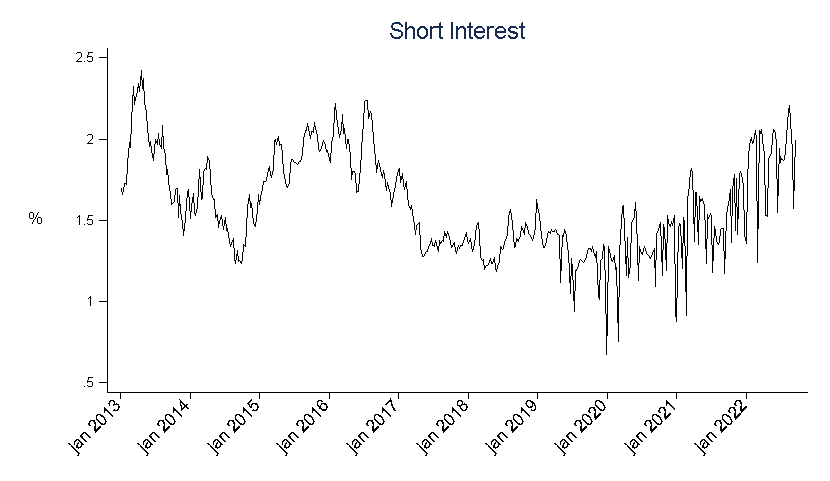 Short Interest
2.5
2
1.5
1
.5
%
jan 2013
jan 2014
jan 2015
jan 2016
jan 2017
jan 2018
jan 2019
jan 2020
jan 2021
jan 2022